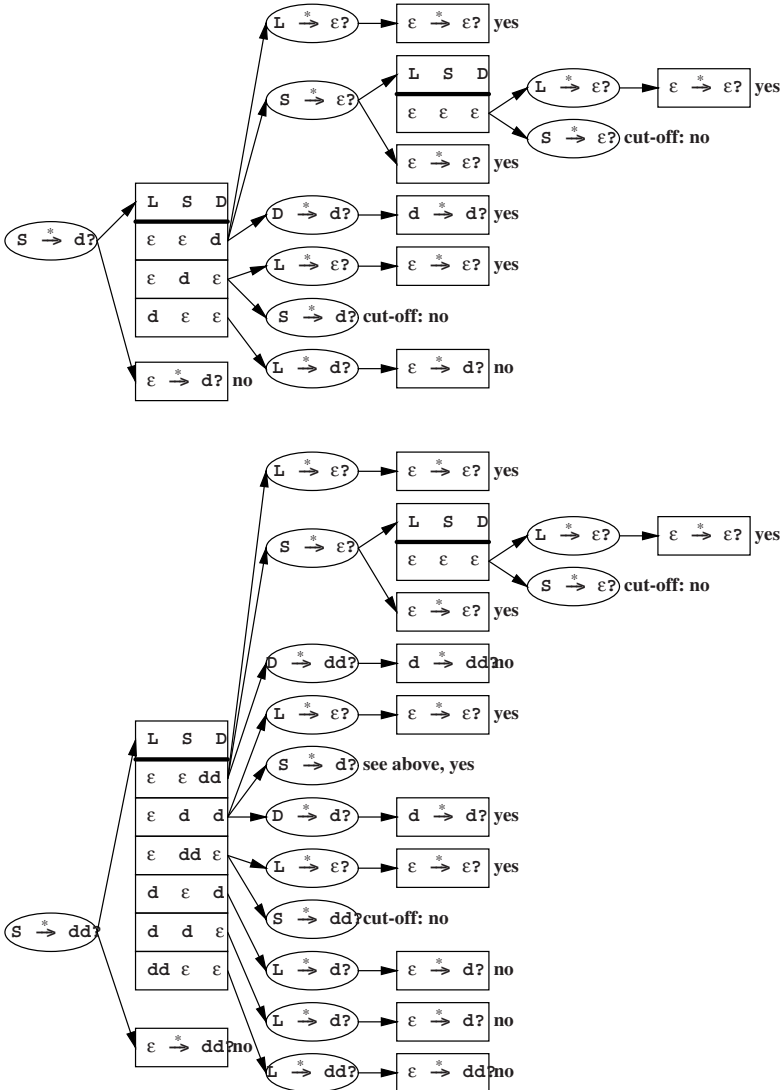 L →* ε? ε →* ε? yes
L S D
L →* ε? ε →* ε? yes
S →* ε?
ε ε ε
S →* ε? cut-off: no
ε →* ε? yes
L S D
D →* d? d →* d? yes
S →* d?
ε ε d
L →* ε? ε →* ε? yes
ε d ε
S →* d? cut-off: no
d ε ε
L →* d? ε →* d? no
ε →* d? no
L →* ε? ε →* ε? yes
L S D
L →* ε? ε →* ε? yes
S →* ε?
ε ε ε
S →* ε? cut-off: no
ε →* ε? yes
D →* dd? d →* dd? no
L →* ε? ε →* ε? yes
L S D
S →* d? see above, yes
ε ε dd
ε d d
D →* d? d →* d? yes
ε dd ε
L →* ε? ε →* ε? yes
d ε d
S →* dd? cut-off: no
S →* dd?
d d ε
dd ε ε
L →* d? ε →* d? no
L →* d? ε →* d? no
ε →* dd? no
L →* dd? ε →* dd? no